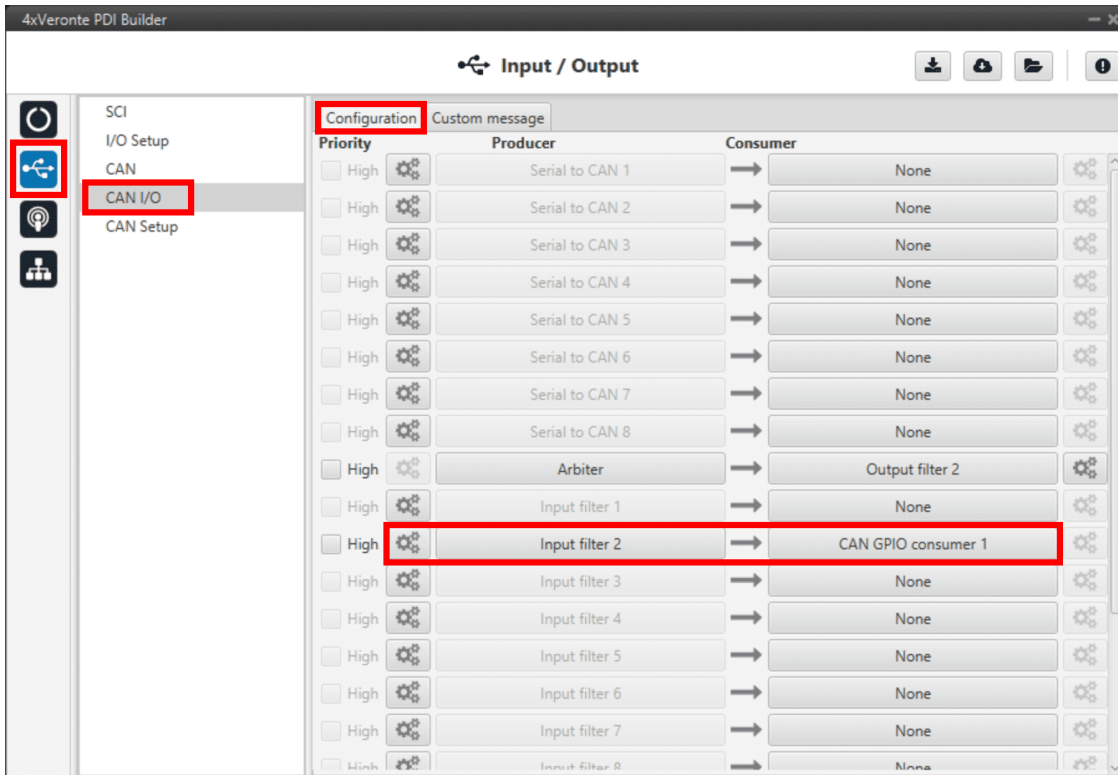 4xVeronte PDI Builder
Input / Output
SCI
I/O Setup
CAN
CAN I/O
CAN Setup
Configuration Custom message
Priority Producer Consumer
High Serial to CAN 1 None
High Serial to CAN 2 None
High Serial to CAN 3 None
High Serial to CAN 4 None
High Serial to CAN 5 None
High Serial to CAN 6 None
High Serial to CAN 7 None
High Serial to CAN 8 None
High Arbiter Output filter 2
High Input filter 1 None
High Input filter 2 CAN GPIO consumer 1
High Input filter 3 None
High Input filter 4 None
High Input filter 5 None
High Input filter 6 None
High Input filter 7 None
High Input filter 8 None